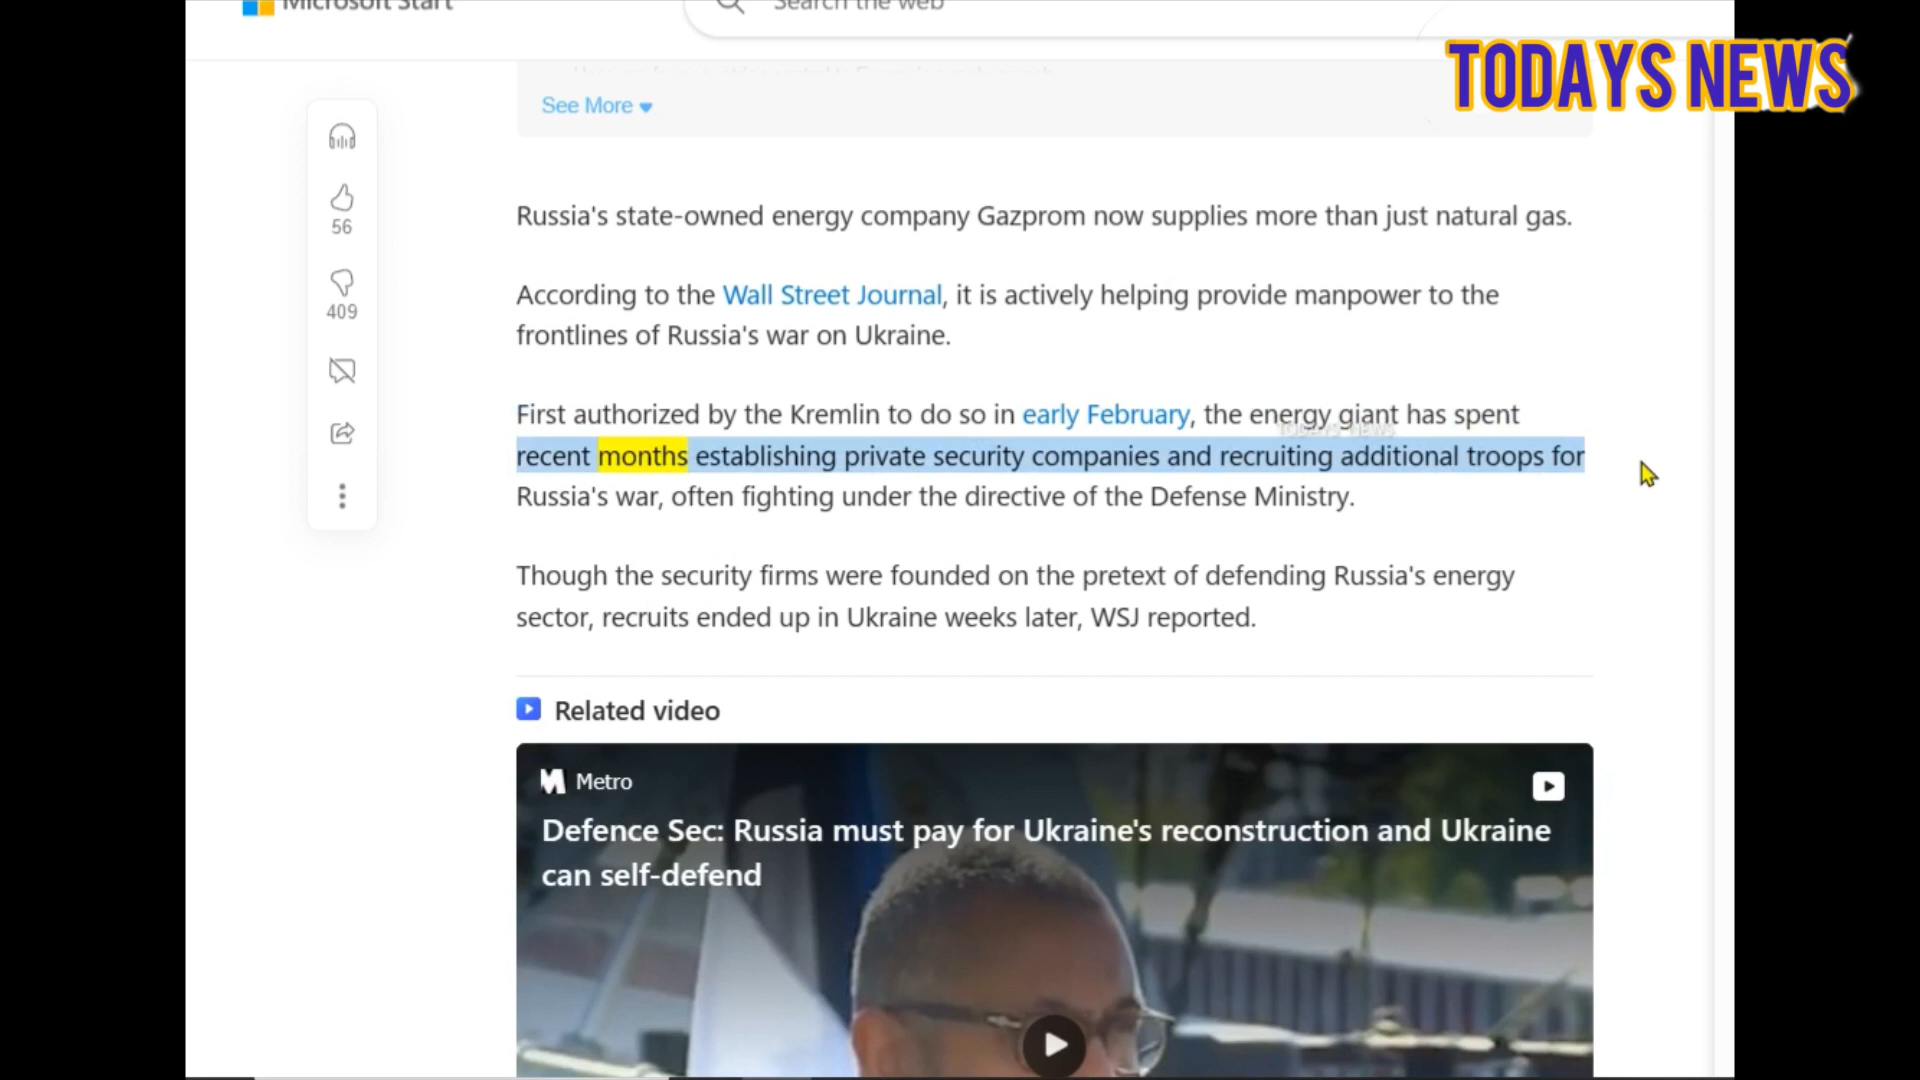 Microsoft Start
Search the web
TODAYS NEWS
See More
56
409
Russia's state-owned energy company Gazprom now supplies more than just natural gas.
According to the Wall Street Journal, it is actively helping provide manpower to the
frontlines of Russia's war on Ukraine.
First authorized by the Kremlin to do so in early February, the energy giant has spent
TODAYS NEWS
recent months establishing private security companies and recruiting additional troops for
Russia's war, often fighting under the directive of the Defense Ministry.
Though the security firms were founded on the pretext of defending Russia's energy
sector, recruits ended up in Ukraine weeks later, WSJ reported.
Related video
Metro
Defence Sec: Russia must pay for Ukraine's reconstruction and Ukraine
can self-defend